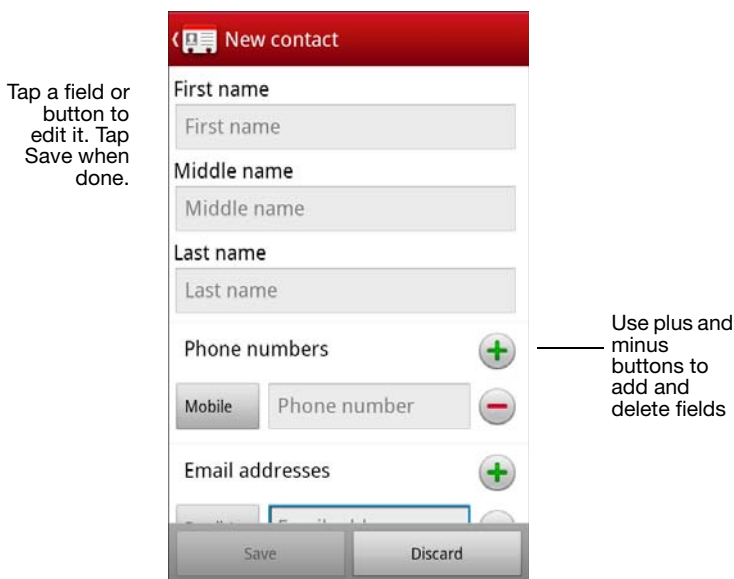 New contact
Tap a field or
button to
edit it. Tap
Save when
done.
First name
First name
Middle name
Middle name
Last name
Last name
Phone numbers
Mobile
Phone number
Use plus and
minus
buttons to
add and
delete fields
Email addresses
Save
Discard